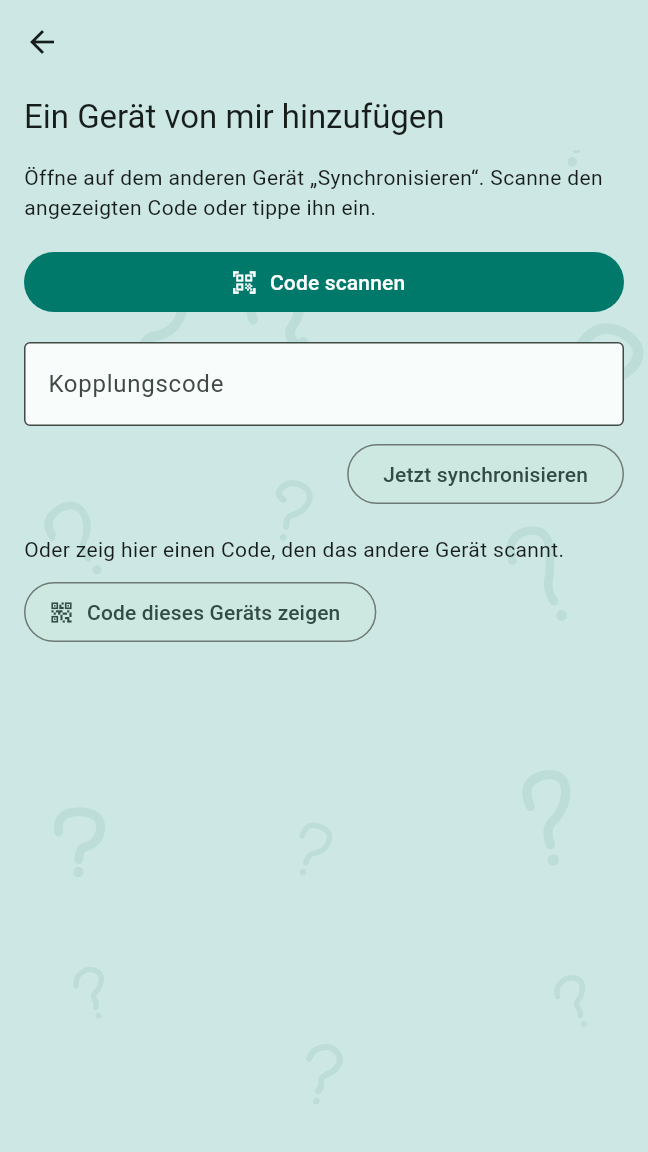 Ein Gerät von mir hinzufügen
Öffne auf dem anderen Gerät „Synchronisieren“. Scanne den
angezeigten Code oder tippe ihn ein.
Code scannen
Kopplungscode
Jetzt synchronisieren
Oder zeig hier einen Code, den das andere Gerät scannt.
Code dieses Geräts zeigen